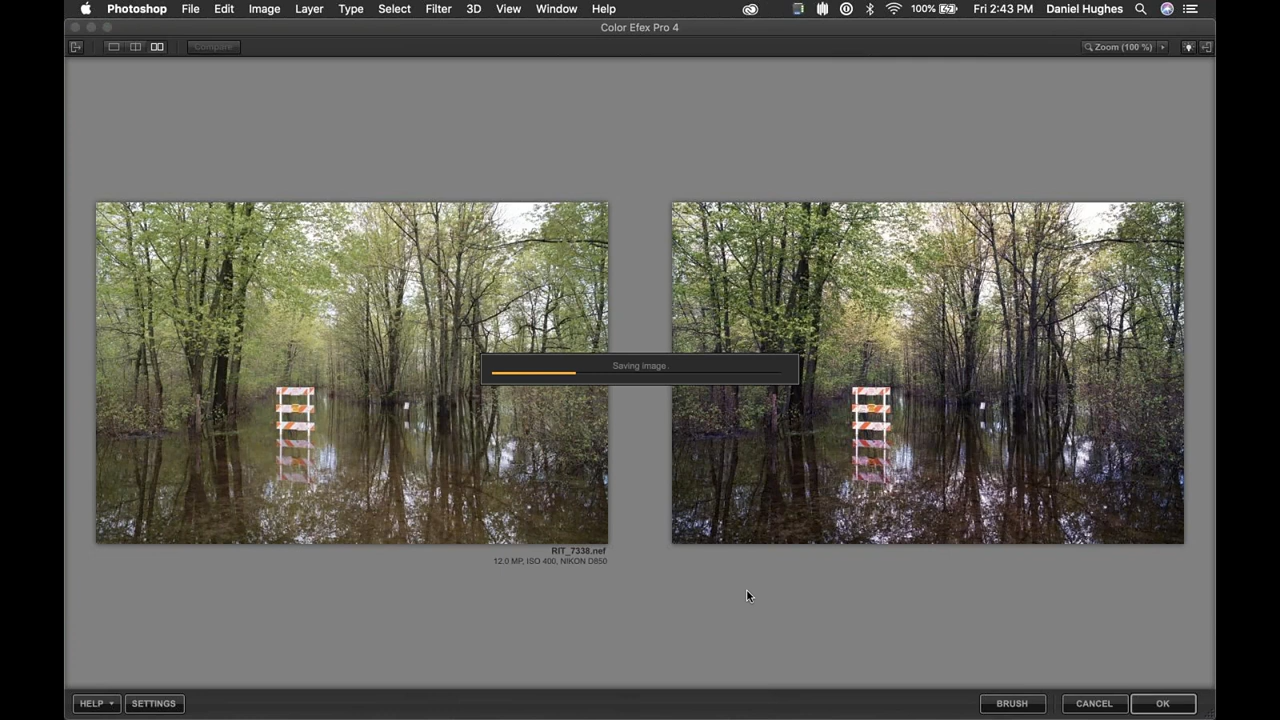 Photoshop File Edit Image Layer Type Select Filter 3D View Window Help 100% Fri 2:43 PM Daniel Hughes
Color Efex Pro 4
Compare Zoom (100 %)
Saving image.
RIT_7338.nef
12.0 MP, ISO 400, NIKON D850
HELP SETTINGS BRUSH CANCEL OK